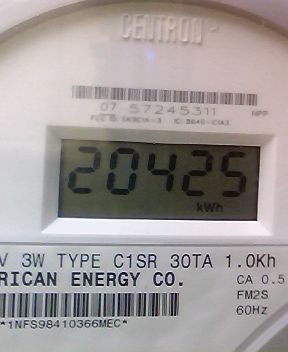 CENTRON®
07 57245311 NPP
20425
kWh
V 3W TYPE C1SR 30TA 1.0Kh
RICAN ENERGY CO. CA 0.5
FM2S
60Hz
*1NFS98410366MEC*